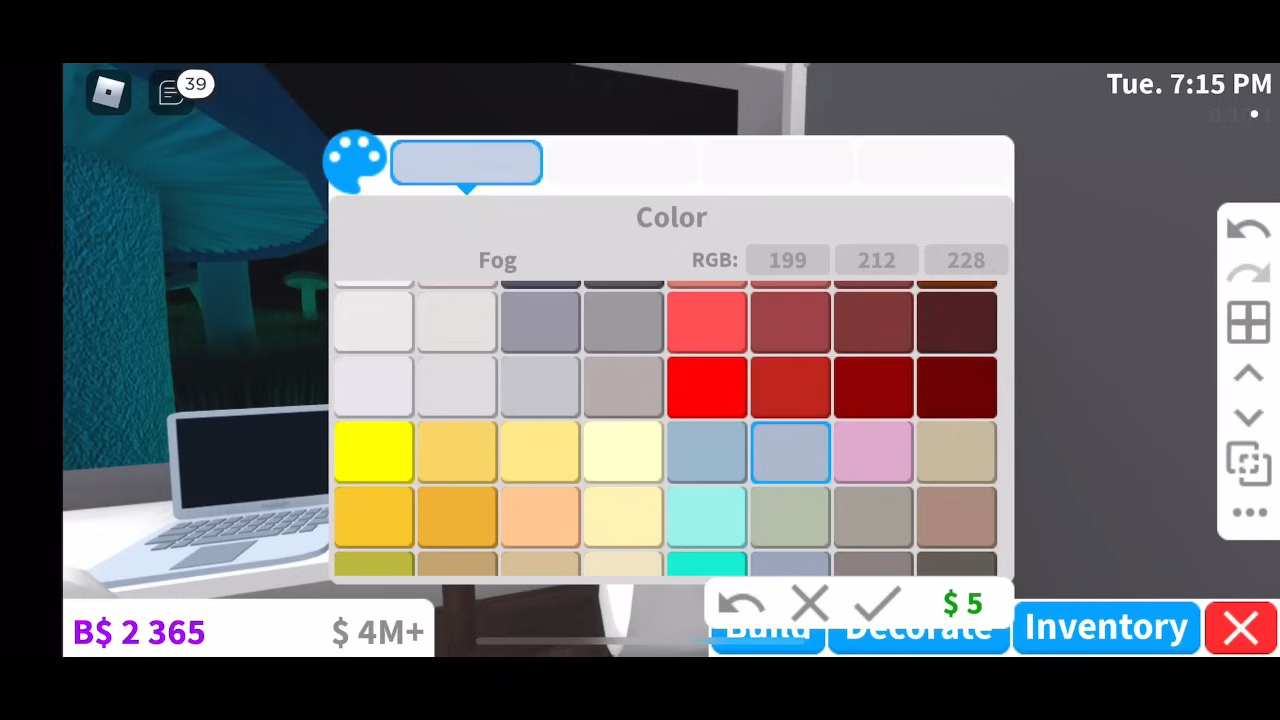 39
Tue. 7:15 PM
Color
Fog
RGB: 199 212 228
B$ 2 365
$ 4M+
$ 5
Build
Decorate
Inventory